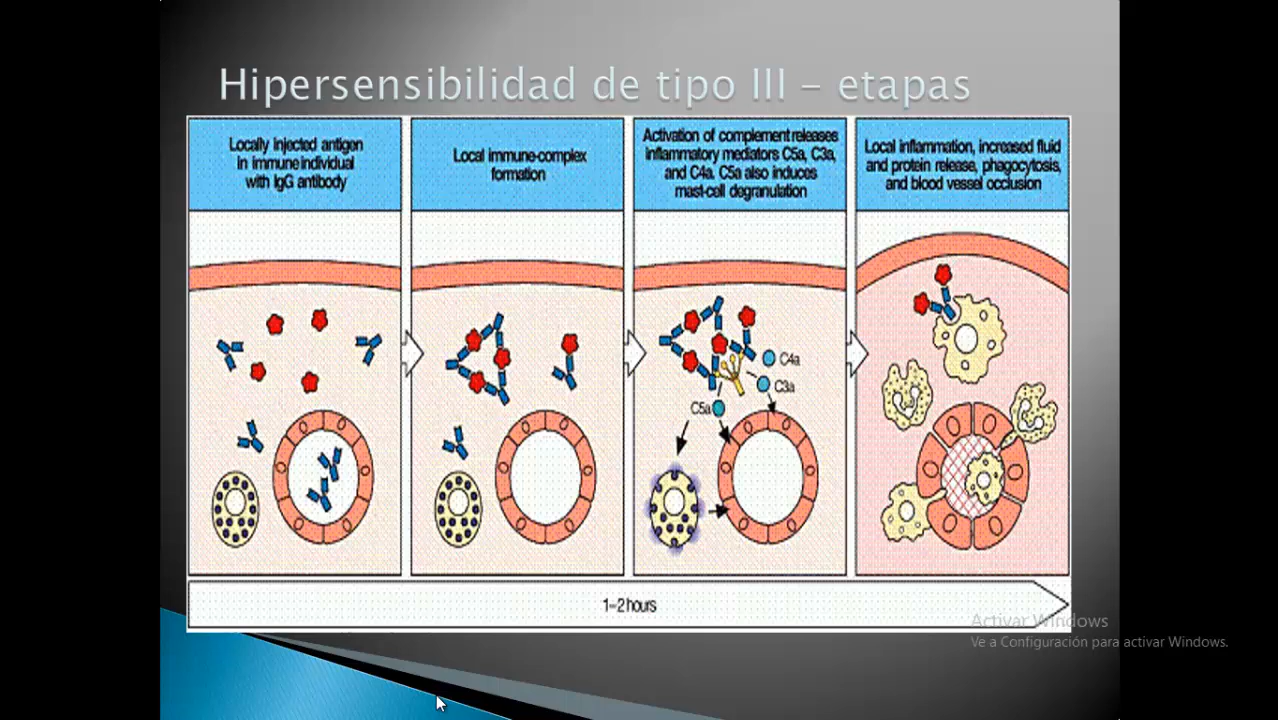 Hipersensibilidad de tipo III - etapas
Locally injected antigen
in immune individual
with IgG antibody
Local immune-complex
formation
Activation of complement releases
inflammatory mediators C5a, C3a,
and C4a. C5a also induces
mast-cell degranulation
Local inflammation, increased fluid
and protein release, phagocytosis,
and blood vessel occlusion
C4a
C3a
C5a
1-2 hours
Activar Windows
Ve a Configuración para activar Windows.